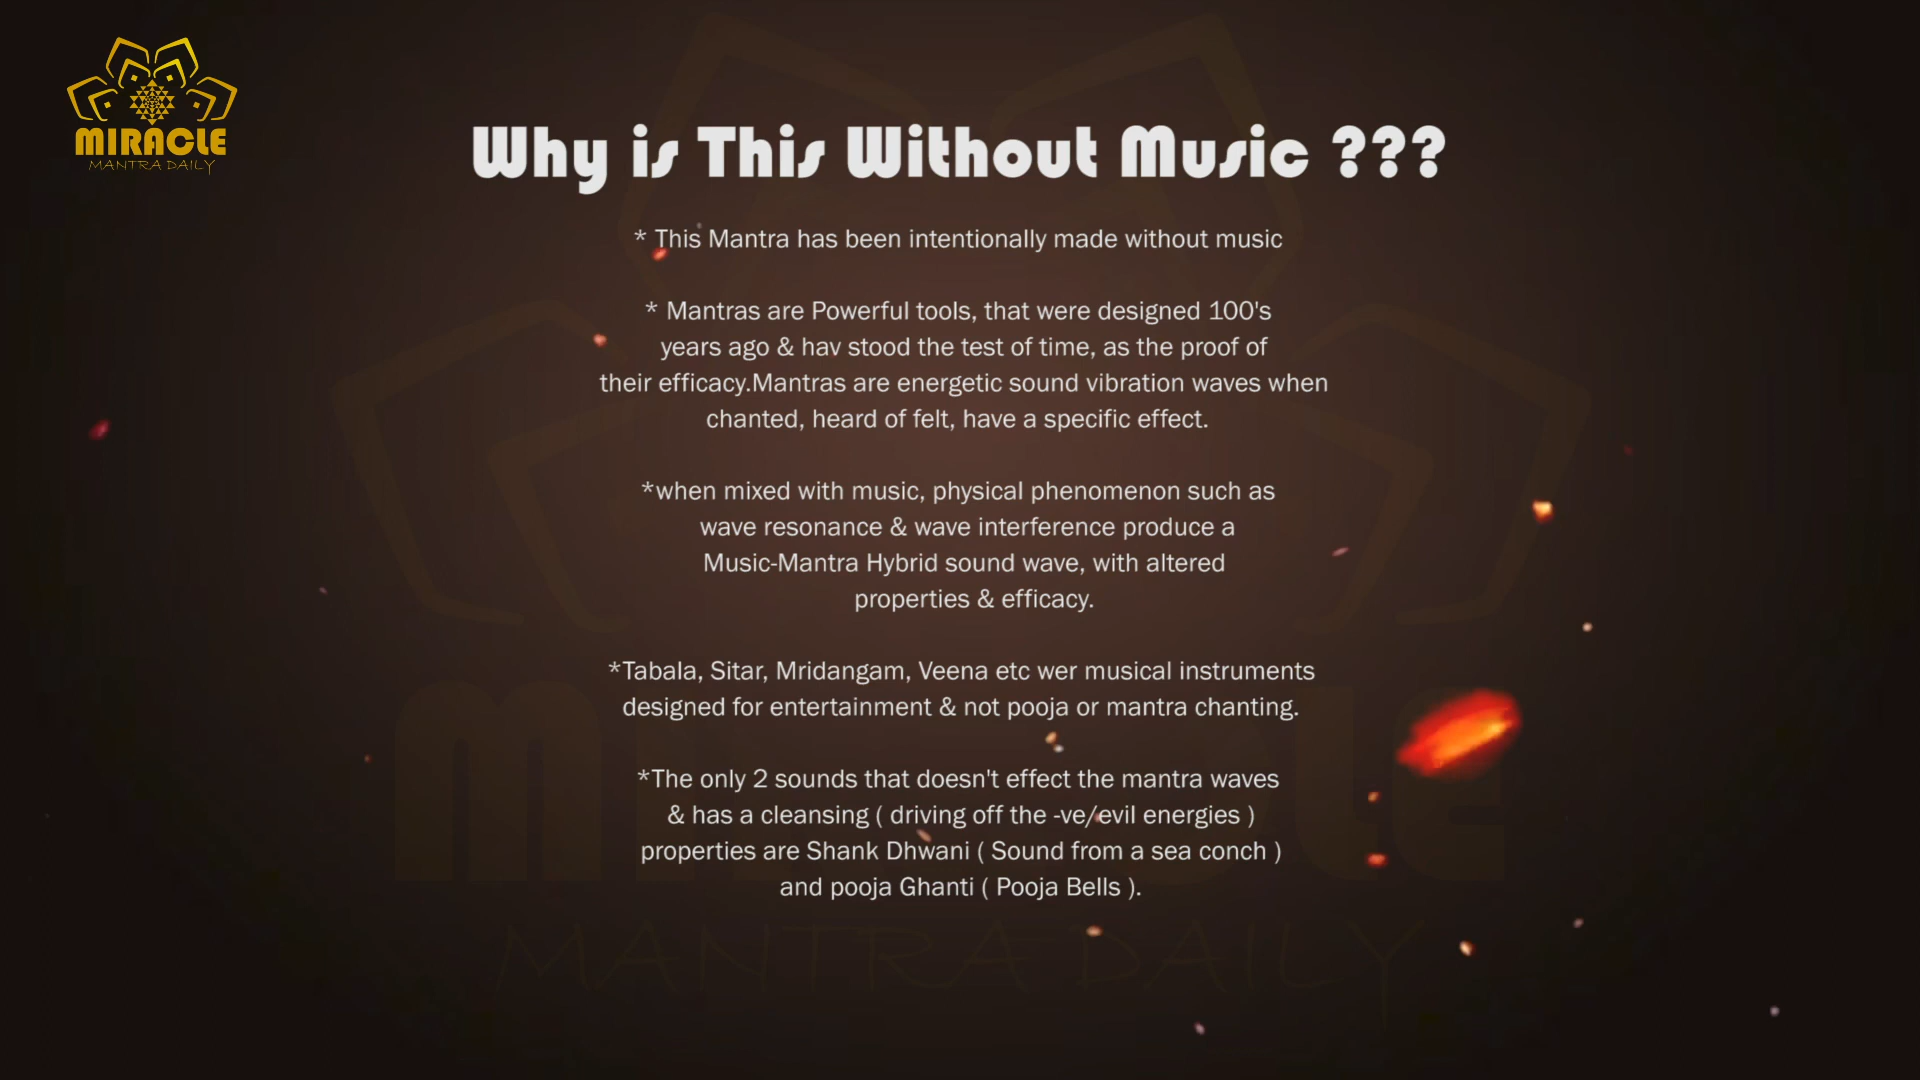 MIRACLE
MANTRA DAILY
Why is This Without Music ???
* This Mantra has been intentionally made without music
* Mantras are Powerful tools, that were designed 100's
years ago & hav stood the test of time, as the proof of
their efficacy.Mantras are energetic sound vibration waves when
chanted, heard of felt, have a specific effect.
*when mixed with music, physical phenomenon such as
wave resonance & wave interference produce a
Music-Mantra Hybrid sound wave, with altered
properties & efficacy.
*Tabala, Sitar, Mridangam, Veena etc wer musical instruments
designed for entertainment & not pooja or mantra chanting.
*The only 2 sounds that doesn't effect the mantra waves
& has a cleansing ( driving off the -ve/evil energies )
properties are Shank Dhwani ( Sound from a sea conch )
and pooja Ghanti ( Pooja Bells ).
MIRACLE
MANTRA DAILY